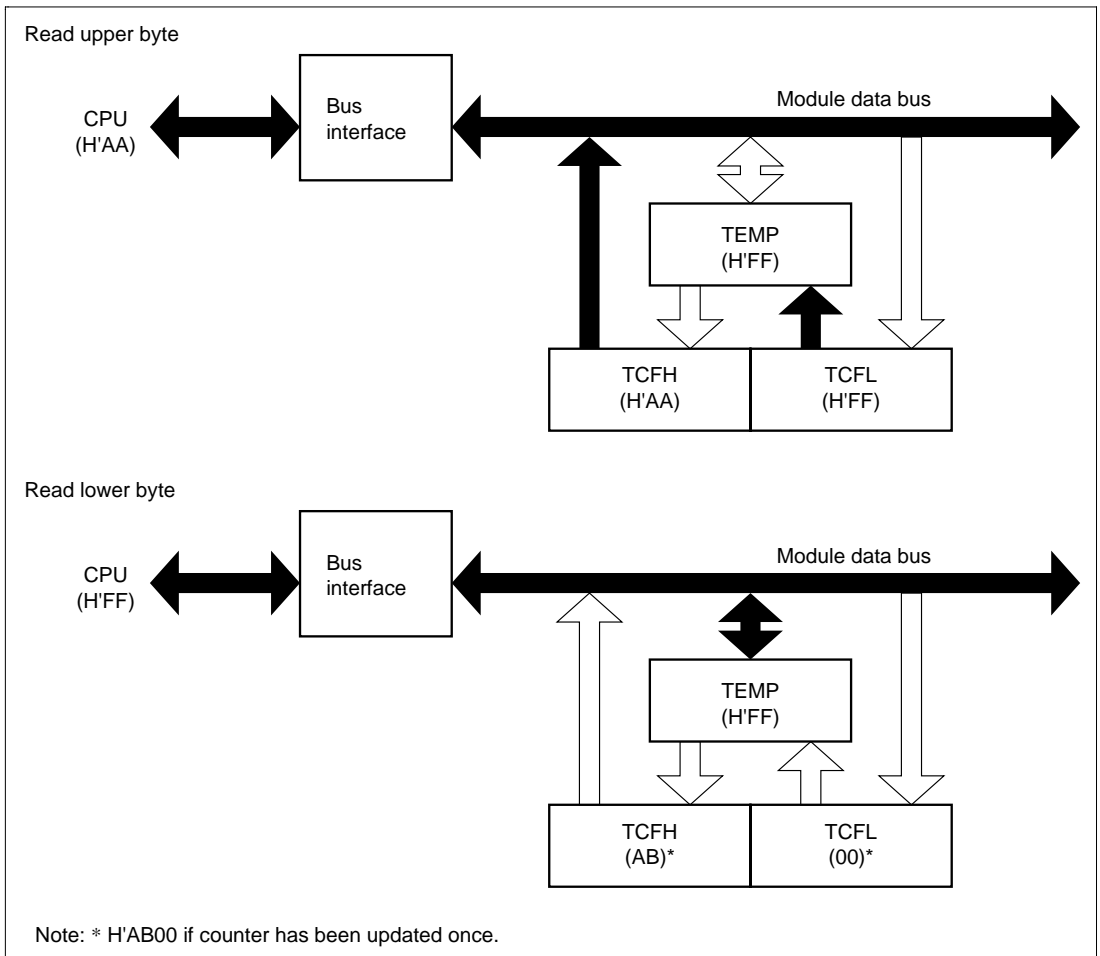 Read upper byte
CPU
(H'AA)
Bus
interface
Module data bus
TEMP
(H'FF)
TCFH
(H'AA)
TCFL
(H'FF)
Read lower byte
CPU
(H'FF)
Bus
interface
Module data bus
TEMP
(H'FF)
TCFH
(AB)*
TCFL
(00)*
Note: * H'AB00 if counter has been updated once.